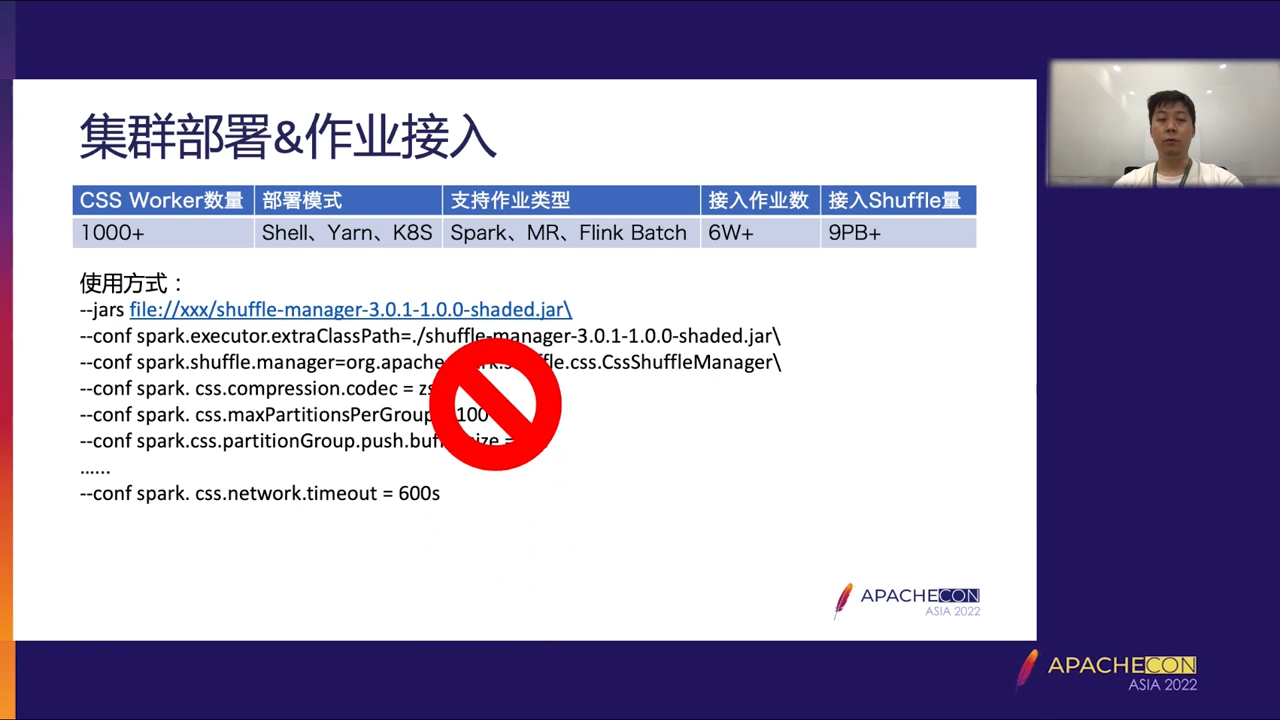 集群部署&作业接入
CSS Worker数量 部署模式 支持作业类型 接入作业数 接入Shuffle量
1000+ Shell、Yarn、K8S Spark、MR、Flink Batch 6W+ 9PB+
使用方式：
--jars file://xxx/shuffle-manager-3.0.1-1.0.0-shaded.jar\
--conf spark.executor.extraClassPath=./shuffle-manager-3.0.1-1.0.0-shaded.jar\
--conf spark.shuffle.manager=org.apache.spark.shuffle.css.CssShuffleManager\
--conf spark. css.compression.codec =
--conf spark. css.maxPartitionsPerGroup 100
--conf spark.css.partitionGroup.push.buffer.size =
......
--conf spark. css.network.timeout = 600s
APACHECON
ASIA 2022
APACHECON
ASIA 2022